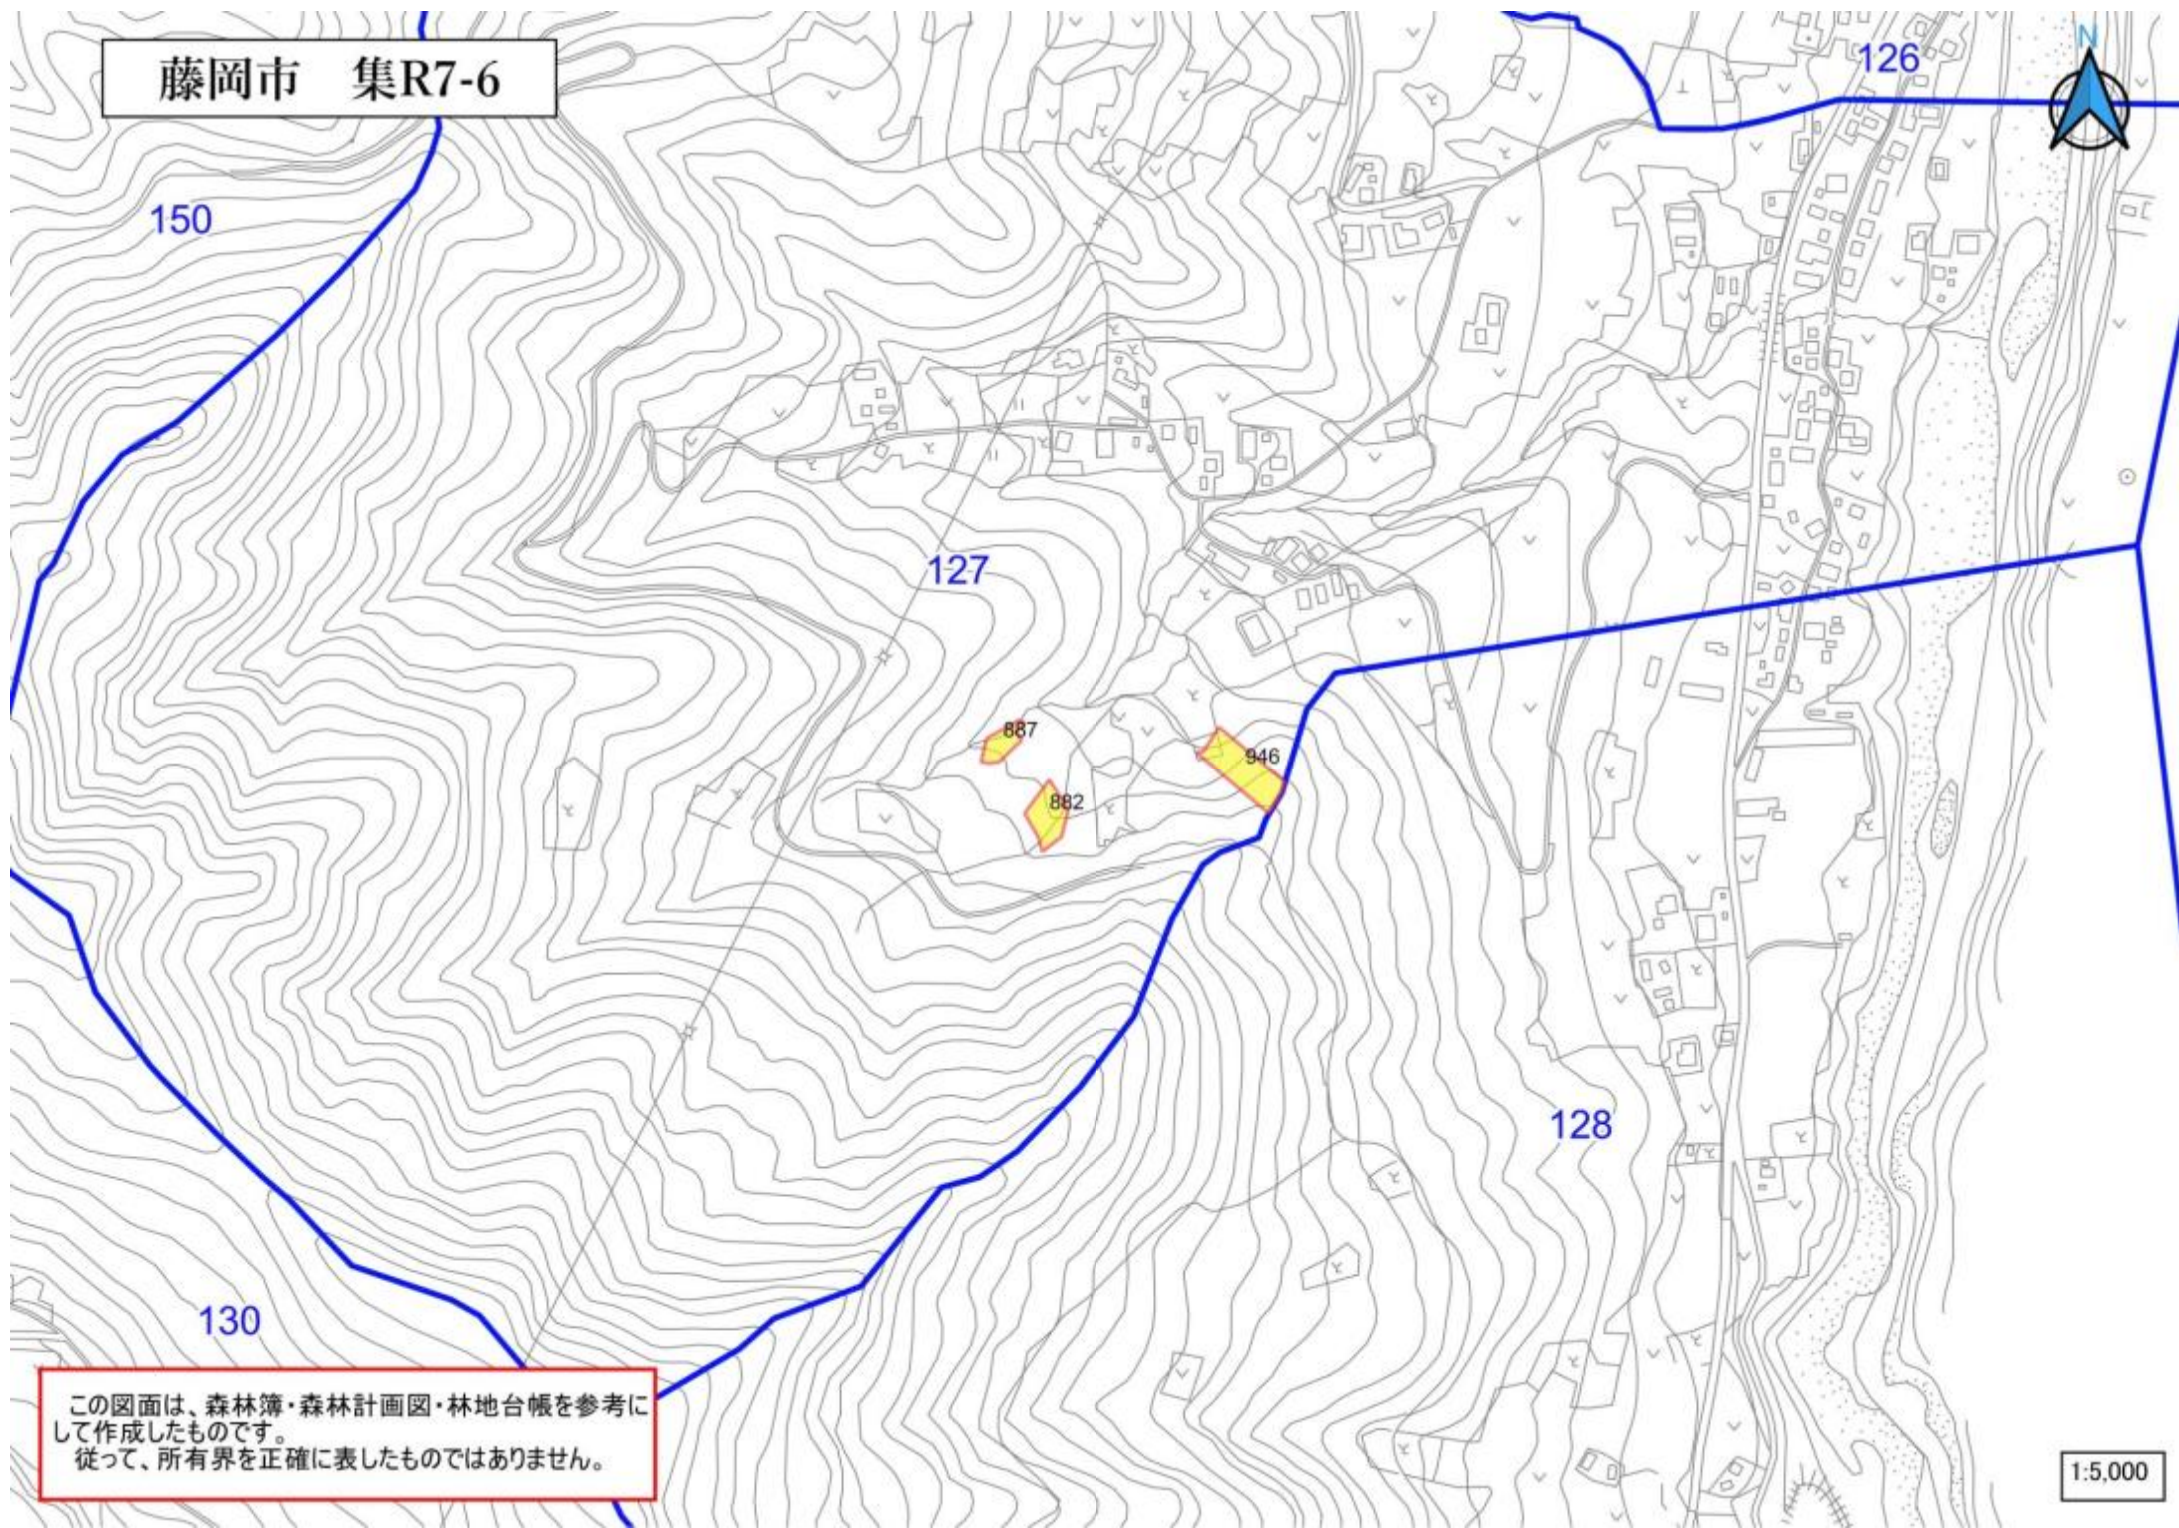 藤岡市　集R7-6
N
126
150
127
887
946
882
128
130
この図面は、森林簿・森林計画図・林地台帳を参考に
して作成したものです。
従って、所有界を正確に表したものではありません。
1:5,000